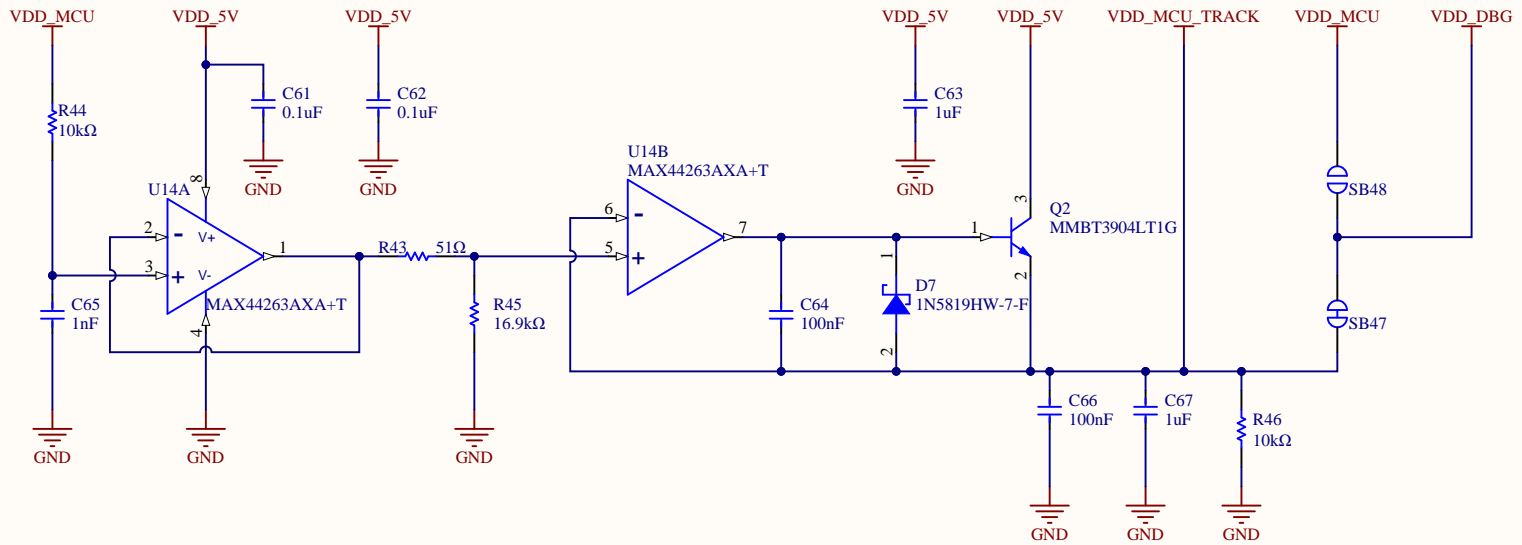 VDD_MCU
VDD_5V
VDD_5V
VDD_5V
VDD_5V
VDD_MCU_TRACK
VDD_MCU
VDD_DBG
R44
10kΩ
C61
0.1uF
C62
0.1uF
C63
1uF
GND
GND
GND
U14A
8
2
3
V+
V-
1
4
MAX44263AXA+T
R43
51Ω
C65
1nF
R45
16.9kΩ
U14B
MAX44263AXA+T
6
5
7
C64
100nF
1
D7
1N5819HW-7-F
2
1
3
2
Q2
MMBT3904LT1G
SB48
SB47
C66
100nF
C67
1uF
R46
10kΩ
GND
GND
GND
GND
GND
GND